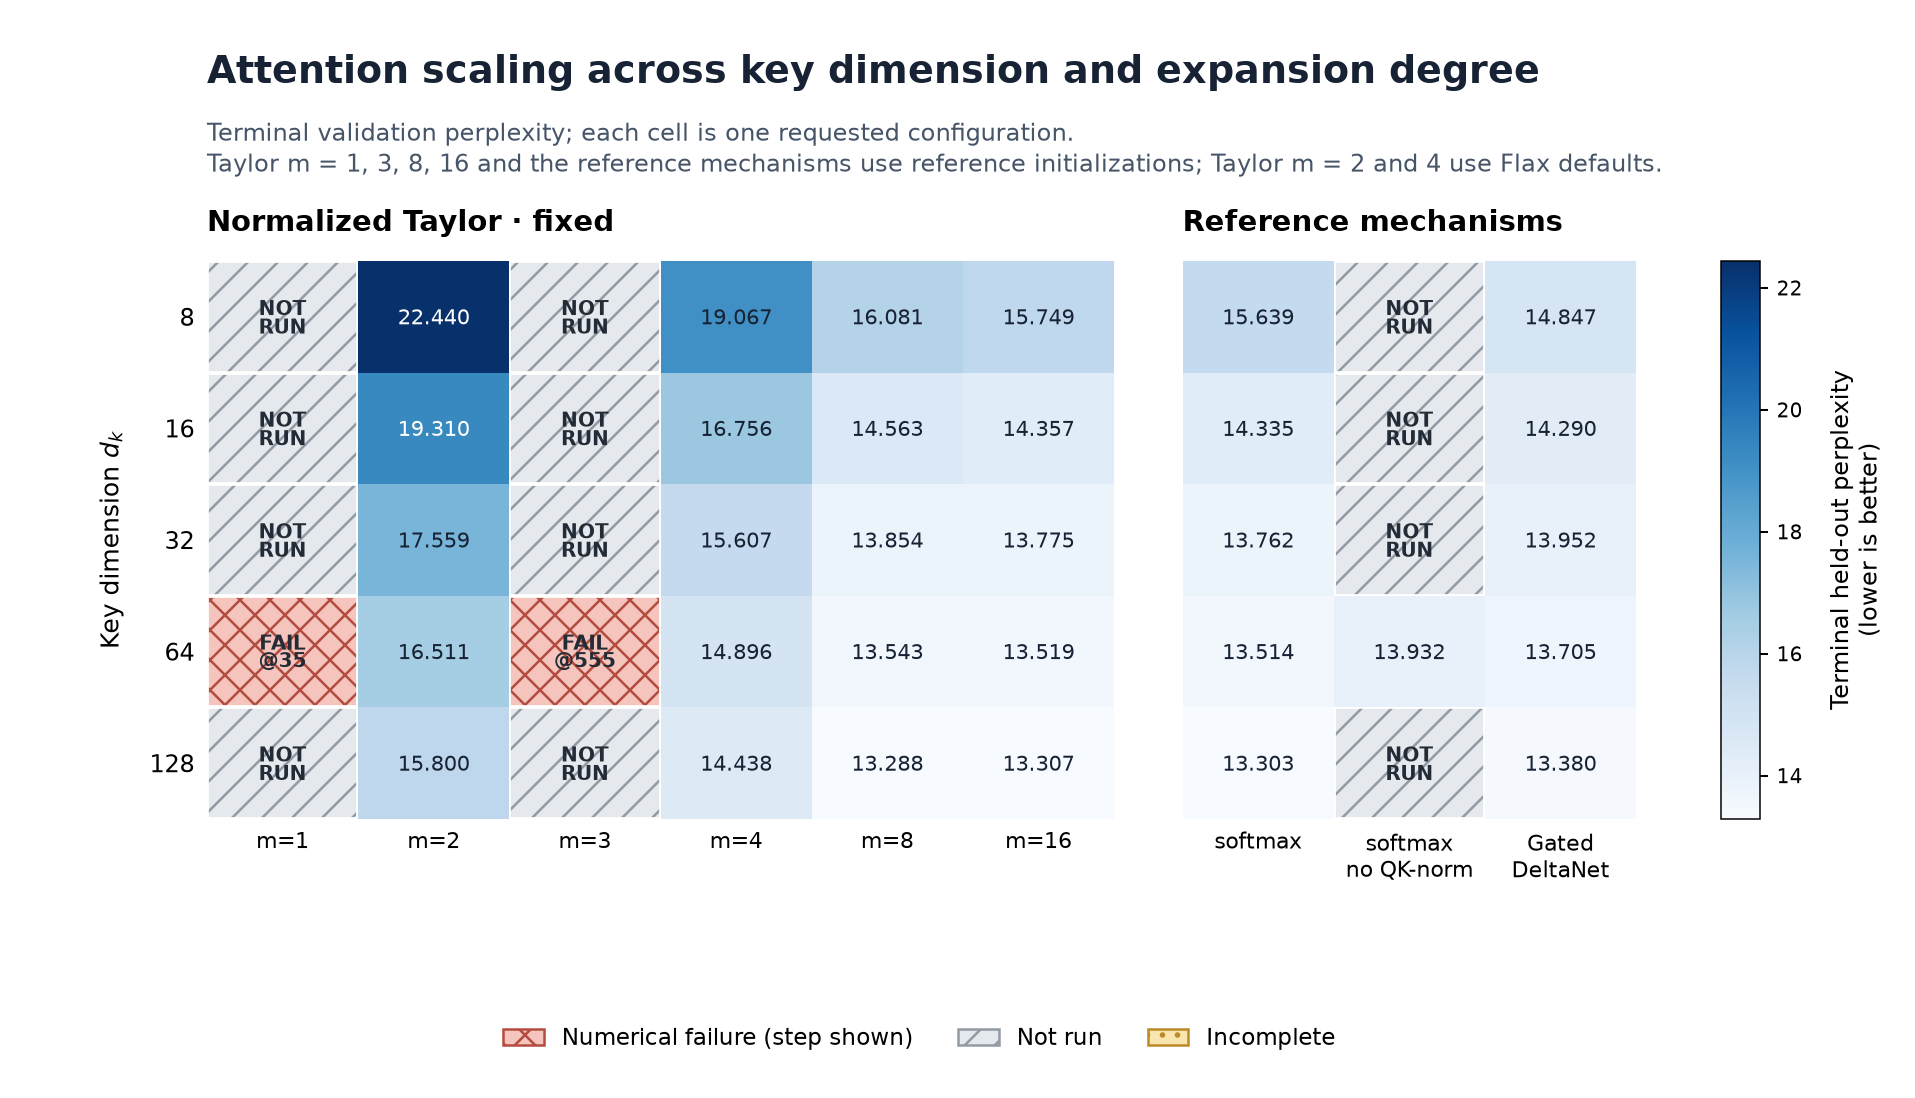 Attention scaling across key dimension and expansion degree
Terminal validation perplexity; each cell is one requested configuration.
Taylor m = 1, 3, 8, 16 and the reference mechanisms use reference initializations; Taylor m = 2 and 4 use Flax defaults.
Normalized Taylor · fixed
Reference mechanisms
Key dimension dₖ
8
NOT
RUN
22.440
NOT
RUN
19.067
16.081
15.749
15.639
NOT
RUN
14.847
16
NOT
RUN
19.310
NOT
RUN
16.756
14.563
14.357
14.335
NOT
RUN
14.290
32
NOT
RUN
17.559
NOT
RUN
15.607
13.854
13.775
13.762
NOT
RUN
13.952
64
FAIL
@35
16.511
FAIL
@555
14.896
13.543
13.519
13.514
13.932
13.705
128
NOT
RUN
15.800
NOT
RUN
14.438
13.288
13.307
13.303
NOT
RUN
13.380
m=1
m=2
m=3
m=4
m=8
m=16
softmax
softmax
no QK-norm
Gated
DeltaNet
22
20
18
16
14
Terminal held-out perplexity
(lower is better)
Numerical failure (step shown)
Not run
Incomplete